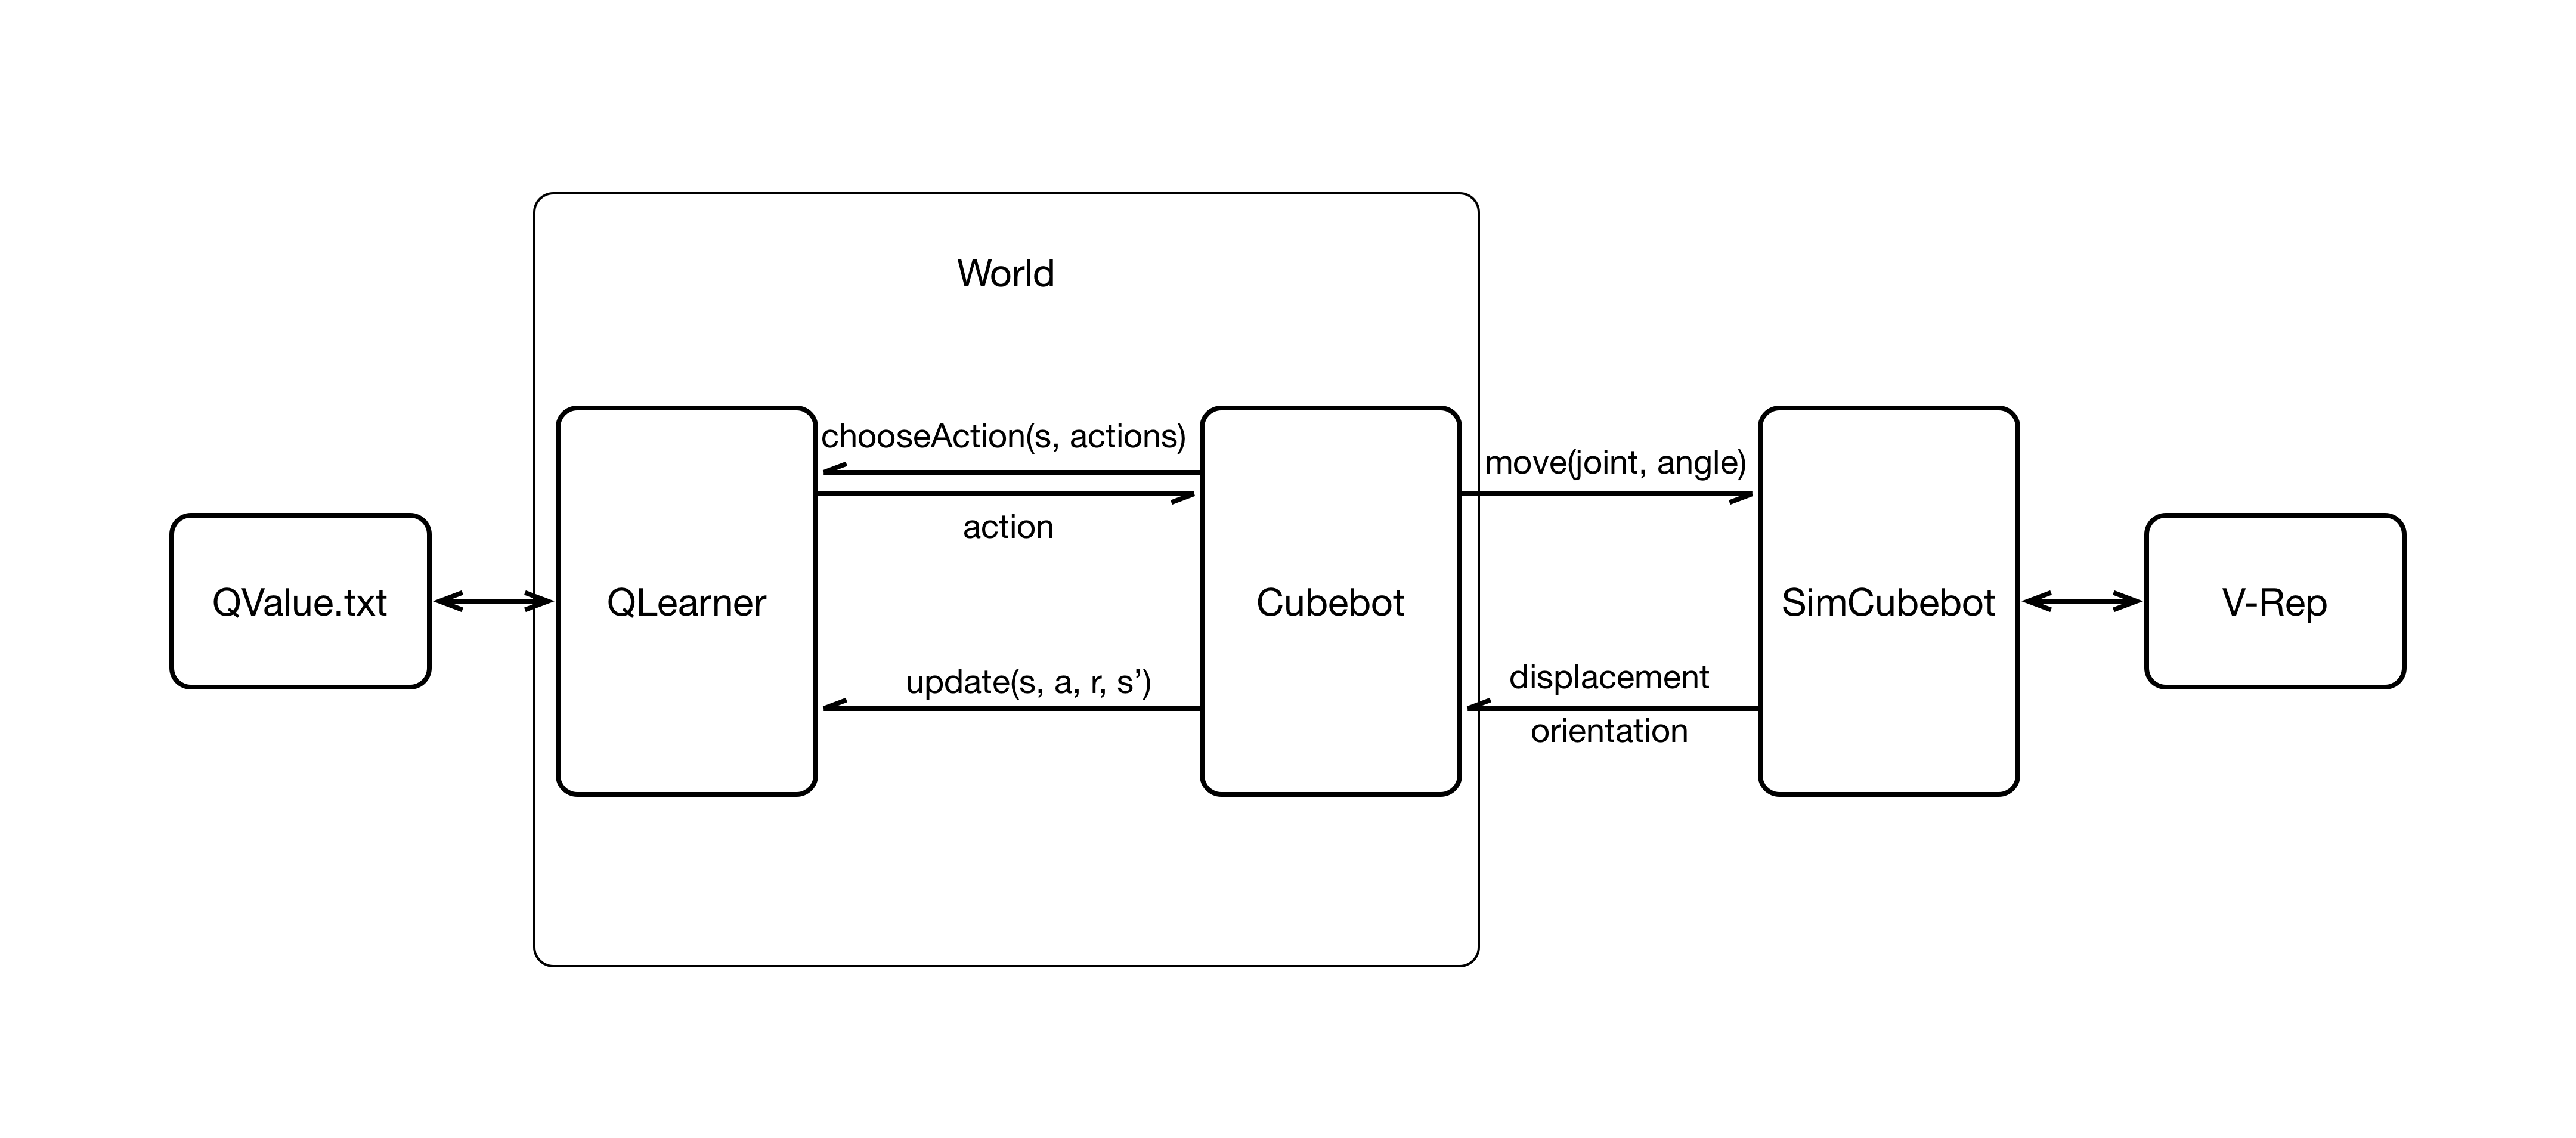 World
chooseAction(s, actions)
move(joint, angle)
action
QValue.txt
QLearner
Cubebot
SimCubebot
V-Rep
update(s, a, r, s’)
displacement
orientation